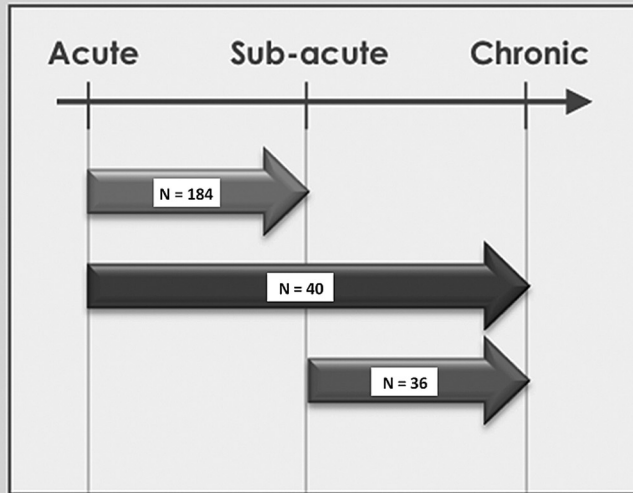 Acute Sub-acute Chronic
N = 184
N = 40
N = 36